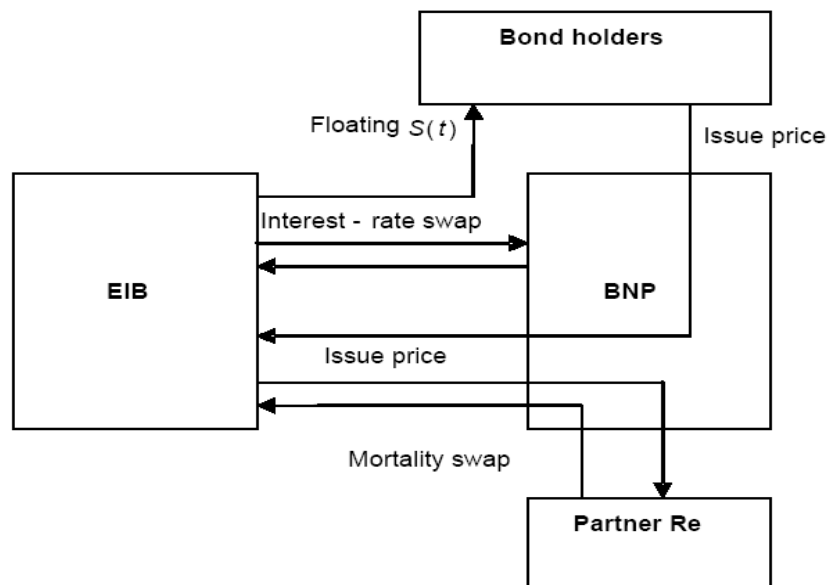 Bond holders
Floating S(t)
Issue price
Interest - rate swap
EIB
BNP
Issue price
Mortality swap
Partner Re